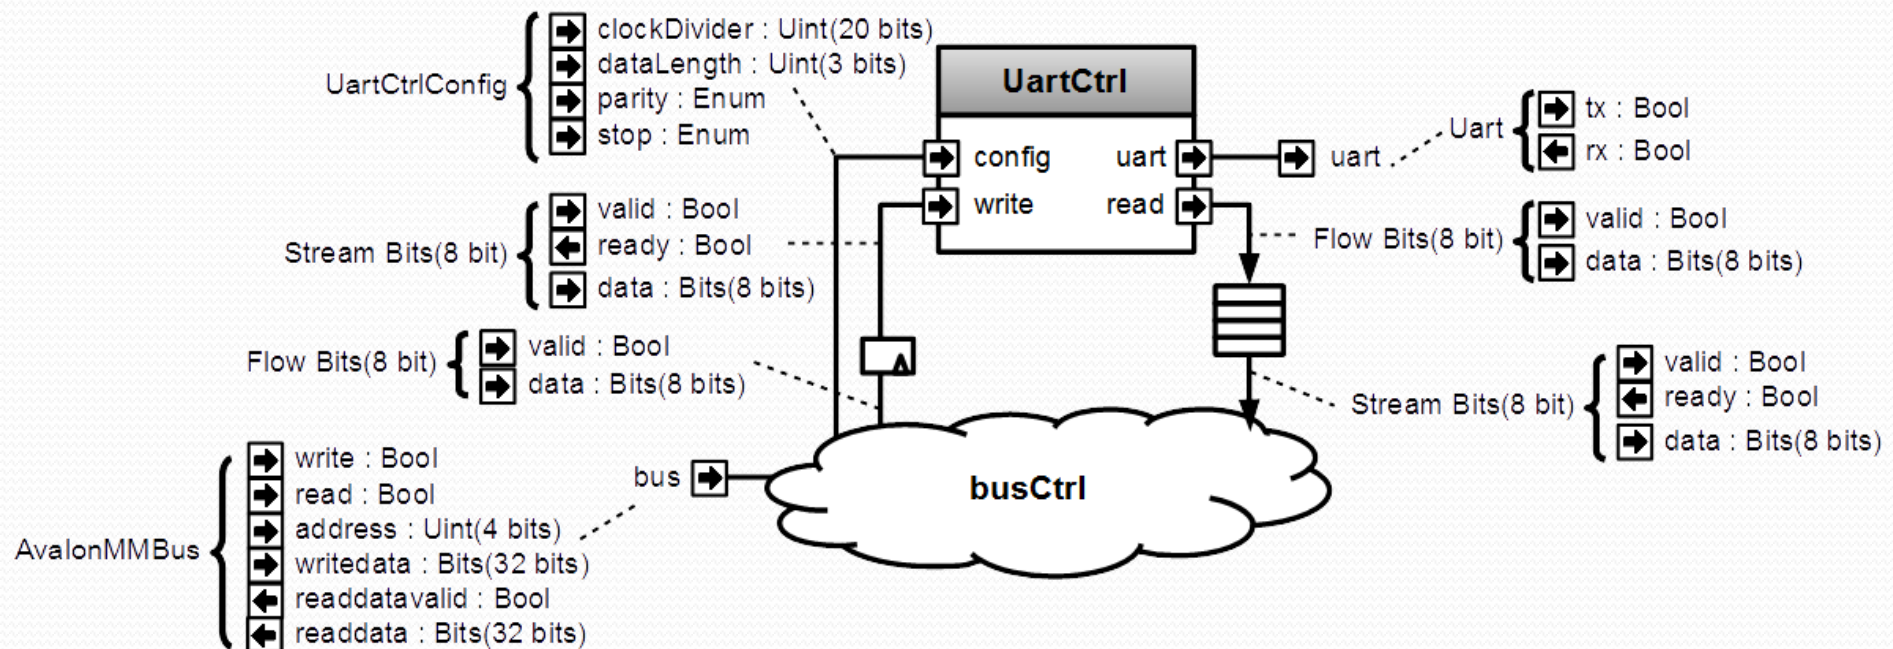 UartCtrlConfig
clockDivider : Uint(20 bits)
dataLength : Uint(3 bits)
parity : Enum
stop : Enum
UartCtrl
config
uart
write
read
uart
Uart
tx : Bool
rx : Bool
Stream Bits(8 bit)
valid : Bool
ready : Bool
data : Bits(8 bits)
Flow Bits(8 bit)
valid : Bool
data : Bits(8 bits)
Flow Bits(8 bit)
valid : Bool
data : Bits(8 bits)
Stream Bits(8 bit)
valid : Bool
ready : Bool
data : Bits(8 bits)
AvalonMMBus
write : Bool
read : Bool
address : Uint(4 bits)
writedata : Bits(32 bits)
readdatavalid : Bool
readdata : Bits(32 bits)
bus
busCtrl